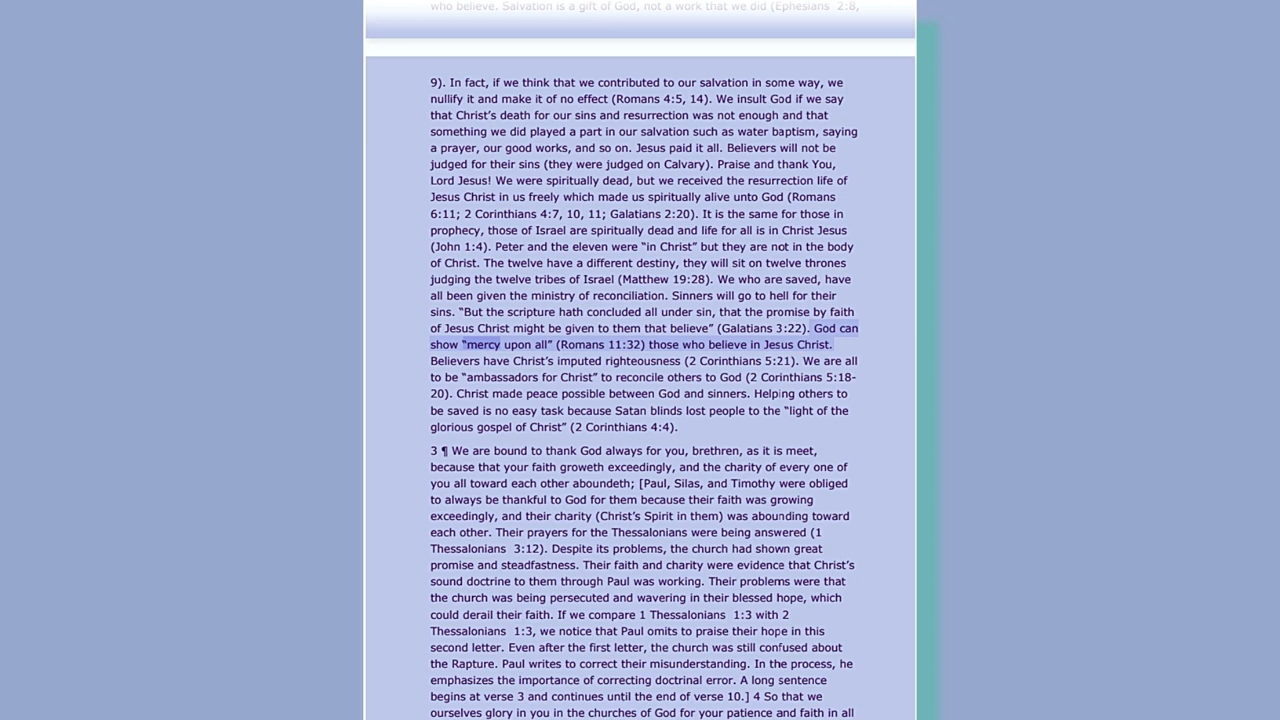 who believe. Salvation is a gift of God, not a work that we did (Ephesians 2:8,
9). In fact, if we think that we contributed to our salvation in some way, we
nullify it and make it of no effect (Romans 4:5, 14). We insult God if we say
that Christ’s death for our sins and resurrection was not enough and that
something we did played a part in our salvation such as water baptism, saying
a prayer, our good works, and so on. Jesus paid it all. Believers will not be
judged for their sins (they were judged on Calvary). Praise and thank You,
Lord Jesus! We were spiritually dead, but we received the resurrection life of
Jesus Christ in us freely which made us spiritually alive unto God (Romans
6:11; 2 Corinthians 4:7, 10, 11; Galatians 2:20). It is the same for those in
prophecy, those of Israel are spiritually dead and life for all is in Christ Jesus
(John 1:4). Peter and the eleven were “in Christ” but they are not in the body
of Christ. The twelve have a different destiny, they will sit on twelve thrones
judging the twelve tribes of Israel (Matthew 19:28). We who are saved, have
all been given the ministry of reconciliation. Sinners will go to hell for their
sins. “But the scripture hath concluded all under sin, that the promise by faith
of Jesus Christ might be given to them that believe” (Galatians 3:22). God can
show “mercy upon all” (Romans 11:32) those who believe in Jesus Christ.
Believers have Christ’s imputed righteousness (2 Corinthians 5:21). We are all
to be “ambassadors for Christ” to reconcile others to God (2 Corinthians 5:18-
20). Christ made peace possible between God and sinners. Helping others to
be saved is no easy task because Satan blinds lost people to the “light of the
glorious gospel of Christ” (2 Corinthians 4:4).
3 ¶ We are bound to thank God always for you, brethren, as it is meet,
because that your faith groweth exceedingly, and the charity of every one of
you all toward each other aboundeth; [Paul, Silas, and Timothy were obliged
to always be thankful to God for them because their faith was growing
exceedingly, and their charity (Christ’s Spirit in them) was abounding toward
each other. Their prayers for the Thessalonians were being answered (1
Thessalonians 3:12). Despite its problems, the church had shown great
promise and steadfastness. Their faith and charity were evidence that Christ’s
sound doctrine to them through Paul was working. Their problems were that
the church was being persecuted and wavering in their blessed hope, which
could derail their faith. If we compare 1 Thessalonians 1:3 with 2
Thessalonians 1:3, we notice that Paul omits to praise their hope in this
second letter. Even after the first letter, the church was still confused about
the Rapture. Paul writes to correct their misunderstanding. In the process, he
emphasizes the importance of correcting doctrinal error. A long sentence
begins at verse 3 and continues until the end of verse 10.] 4 So that we
ourselves glory in you in the churches of God for your patience and faith in all